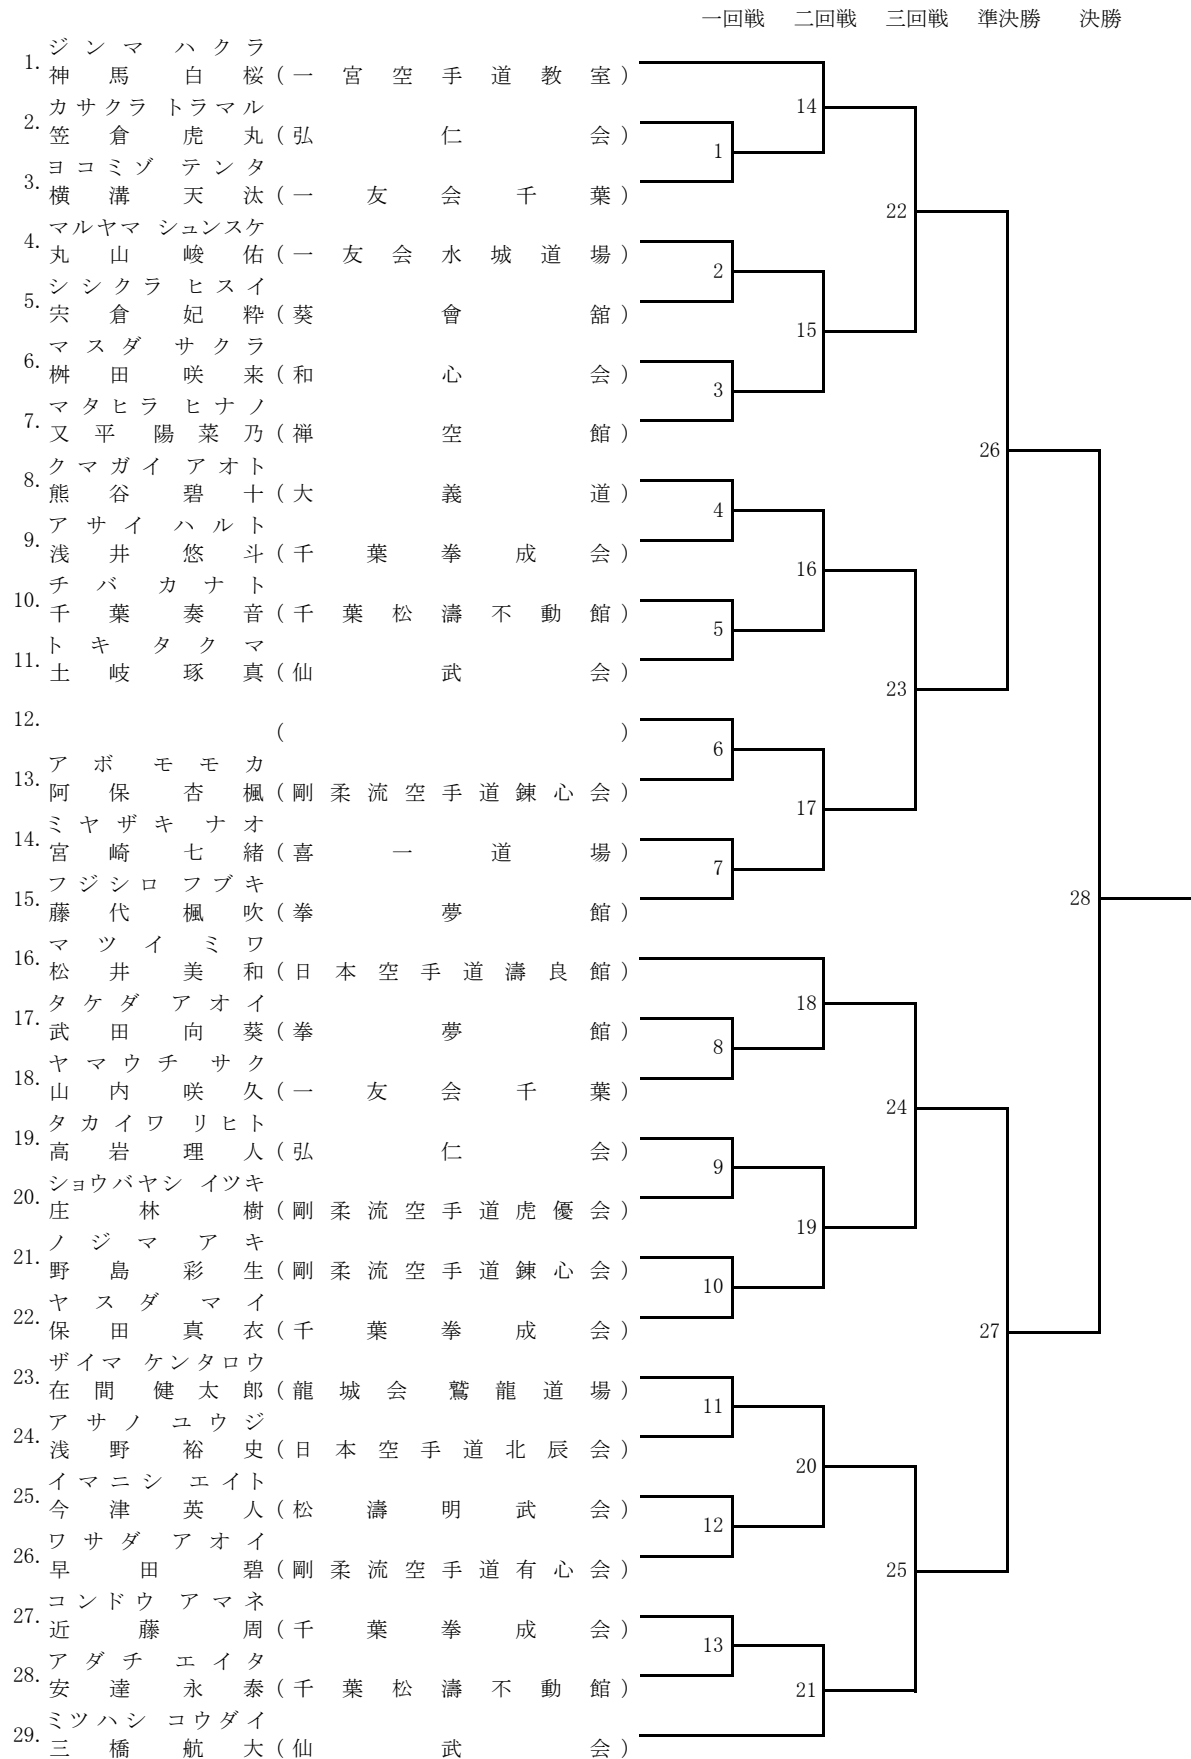 一回戦 二回戦 三回戦 準決勝 決勝
ジンマ ハクラ
1. 神馬 白桜 (一宮空手道教室)
カサクラ トラマル
2. 笠倉 虎丸 (弘仁会)
ヨコミゾ テンタ
3. 横溝 天汰 (一友会千葉)
マルヤマ シュンスケ
4. 丸山 峻佑 (一友会水城道場)
シシクラ ヒスイ
5. 宍倉 妃粋 (葵會舘)
マスダ サクラ
6. 桝田 咲来 (和心会)
マタヒラ ヒナノ
7. 又平 陽菜乃 (禅空館)
クマガイ アオト
8. 熊谷 碧十 (大義道)
アサイ ハルト
9. 浅井 悠斗 (千葉拳成会)
チバ カナト
10. 千葉 奏音 (千葉松濤不動館)
トキ タクマ
11. 土岐 琢真 (仙武会)
12. ( )
アボ モモカ
13. 阿保 杏楓 (剛柔流空手道錬心会)
ミヤザキ ナオ
14. 宮崎 七緒 (喜一道場)
フジシロ フブキ
15. 藤代 楓吹 (拳夢館)
マツイ ミワ
16. 松井 美和 (日本空手道濤良館)
タケダ アオイ
17. 武田 向葵 (拳夢館)
ヤマウチ サク
18. 山内 咲久 (一友会千葉)
タカイワ リヒト
19. 高岩 理人 (弘仁会)
ショウバヤシ イツキ
20. 庄林 樹 (剛柔流空手道虎優会)
ノジマ アキ
21. 野島 彩生 (剛柔流空手道錬心会)
ヤスダ マイ
22. 保田 真衣 (千葉拳成会)
ザイマ ケンタロウ
23. 在間 健太郎 (龍城会 鷲龍道場)
アサノ ユウジ
24. 浅野 裕史 (日本空手道北辰会)
イマニシ エイト
25. 今津 英人 (松濤明武会)
ワサダ アオイ
26. 早田 碧 (剛柔流空手道有心会)
コンドウ アマネ
27. 近藤 周 (千葉拳成会)
アダチ エイタ
28. 安達 永泰 (千葉松濤不動館)
ミツハシ コウダイ
29. 三橋 航大 (仙武会)
1
2
3
4
5
6
7
8
9
10
11
12
13
14
15
16
17
18
19
20
21
22
23
24
25
26
27
28